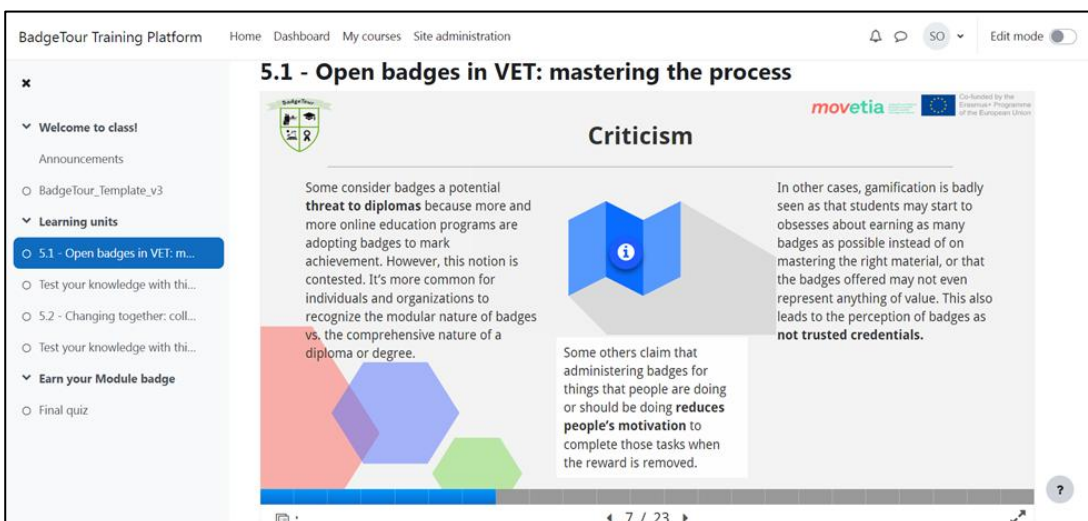 BadgeTour Training Platform
Home Dashboard My courses Site administration
SO
Edit mode
Welcome to class!
Announcements
BadgeTour_Template_v3
Learning units
5.1 - Open badges in VET: m...
Test your knowledge with thi...
5.2 - Changing together: coll...
Test your knowledge with thi...
Earn your Module badge
Final quiz
5.1 - Open badges in VET: mastering the process
BadgeTour
movetia
Co-funded by the
Erasmus+ Programme
of the European Union
Criticism
Some consider badges a potential
threat to diplomas because more and
more online education programs are
adopting badges to mark
achievement. However, this notion is
contested. It's more common for
individuals and organizations to
recognize the modular nature of badges
vs. the comprehensive nature of a
diploma or degree.
Some others claim that
administering badges for
things that people are doing
or should be doing reduces
people's motivation to
complete those tasks when
the reward is removed.
In other cases, gamification is badly
seen as that students may start to
obsesses about earning as many
badges as possible instead of on
mastering the right material, or that
the badges offered may not even
represent anything of value. This also
leads to the perception of badges as
not trusted credentials.
7 / 23
?